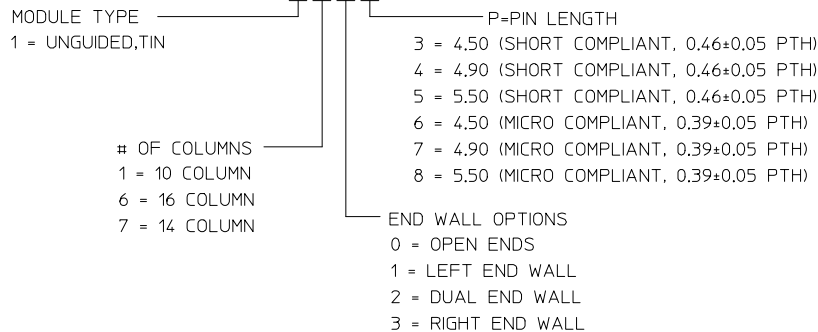 MODULE TYPE
1 = UNGUIDED,TIN
P=PIN LENGTH
3 = 4.50 (SHORT COMPLIANT, 0.46±0.05 PTH)
4 = 4.90 (SHORT COMPLIANT, 0.46±0.05 PTH)
5 = 5.50 (SHORT COMPLIANT, 0.46±0.05 PTH)
6 = 4.50 (MICRO COMPLIANT, 0.39±0.05 PTH)
7 = 4.90 (MICRO COMPLIANT, 0.39±0.05 PTH)
8 = 5.50 (MICRO COMPLIANT, 0.39±0.05 PTH)
# OF COLUMNS
1 = 10 COLUMN
6 = 16 COLUMN
7 = 14 COLUMN
END WALL OPTIONS
0 = OPEN ENDS
1 = LEFT END WALL
2 = DUAL END WALL
3 = RIGHT END WALL